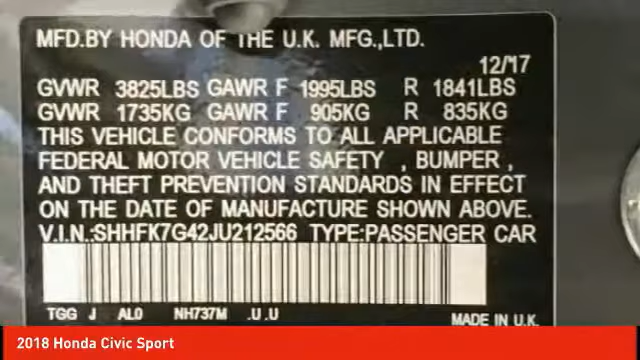 MFD.BY HONDA OF THE U.K. MFG.,LTD.
12/17
GVWR 3825LBS GAWR F 1995LBS R 1841LBS
GVWR 1735KG GAWR F 905KG R 835KG
THIS VEHICLE CONFORMS TO ALL APPLICABLE
FEDERAL MOTOR VEHICLE SAFETY , BUMPER ,
AND THEFT PREVENTION STANDARDS IN EFFECT
ON THE DATE OF MANUFACTURE SHOWN ABOVE.
V.I.N.:SHHFK7G42JU212566 TYPE:PASSENGER CAR
TGG J AL0 NH737M .U .U
MADE IN U.K.
2018 Honda Civic Sport